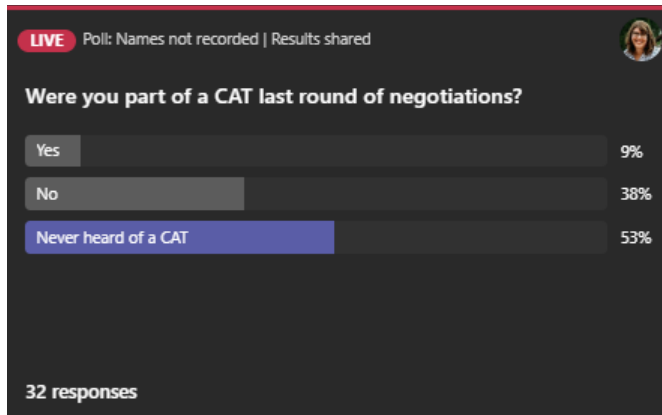 LIVE Poll: Names not recorded | Results shared
Were you part of a CAT last round of negotiations?
Yes 9%
No 38%
Never heard of a CAT 53%
32 responses